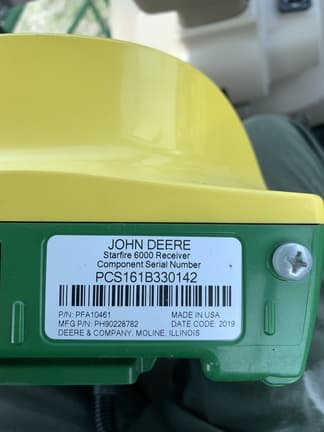 JOHN DEERE
Starfire 6000 Receiver
Component Serial Number
PCS161B330142
P/N: PFA10461 MADE IN USA
MFG P/N: PH90228782 DATE CODE: 2019
DEERE & COMPANY, MOLINE, ILLINOIS